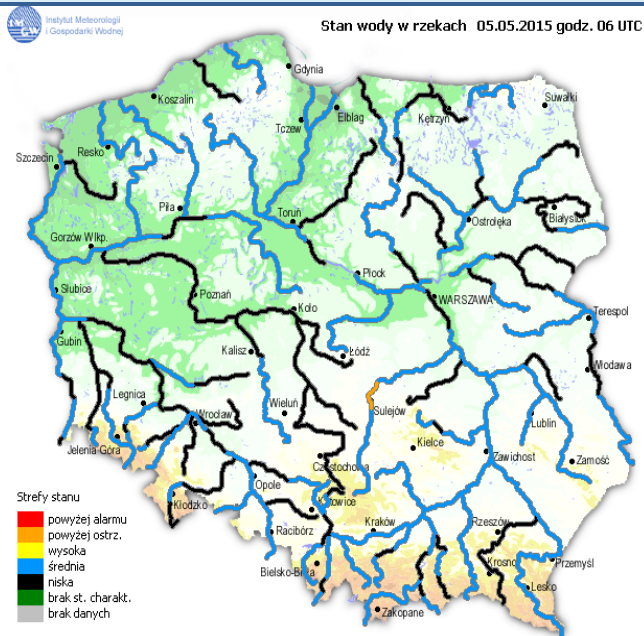 Instytut Meteorologii
i Gospodarki Wodnej
IMGW
Stan wody w rzekach 05.05.2015 godz. 06 UTC
Gdynia
Koszalin
Suwałki
Tczew
Elbląg
Kętrzyn
Szczecin
Resko
Piła
Toruń
Ostrołęka
Białystok
Gorzów Wlkp.
Płock
Słubice
Poznań
WARSZAWA
Koło
Terespol
Gubin
Kalisz
Łódź
Włodawa
Legnica
Wieluń
Sulejów
Wrocław
Lublin
Jelenia-Góra
Kielce
Zawichost
Zamość
Częstochowa
Opole
Kłodzko
Katowice
Racibórz
Kraków
Rzeszów
Bielsko-Biała
Krosno
Przemyśl
Lesko
Zakopane
Strefy stanu
powyżej alarmu
powyżej ostrz.
wysoka
średnia
niska
brak st. charakt.
brak danych